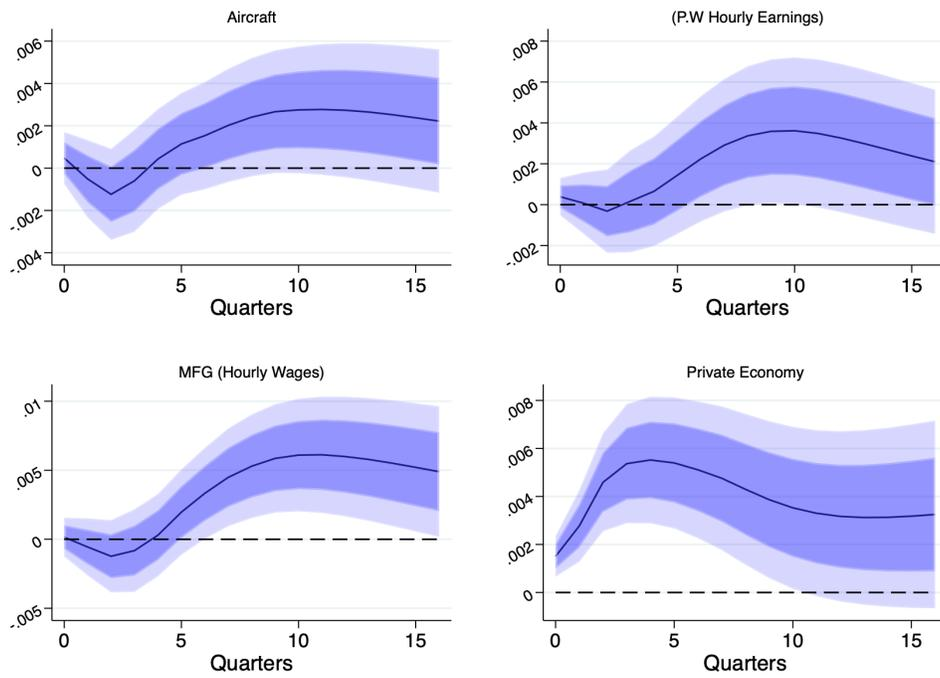 Aircraft
.006
.004
.002
0
-.002
-.004
0 5 10 15
Quarters
(P.W Hourly Earnings)
.008
.006
.004
.002
0
-.002
0 5 10 15
Quarters
MFG (Hourly Wages)
.01
.005
0
-.005
0 5 10 15
Quarters
Private Economy
.008
.006
.004
.002
0
0 5 10 15
Quarters